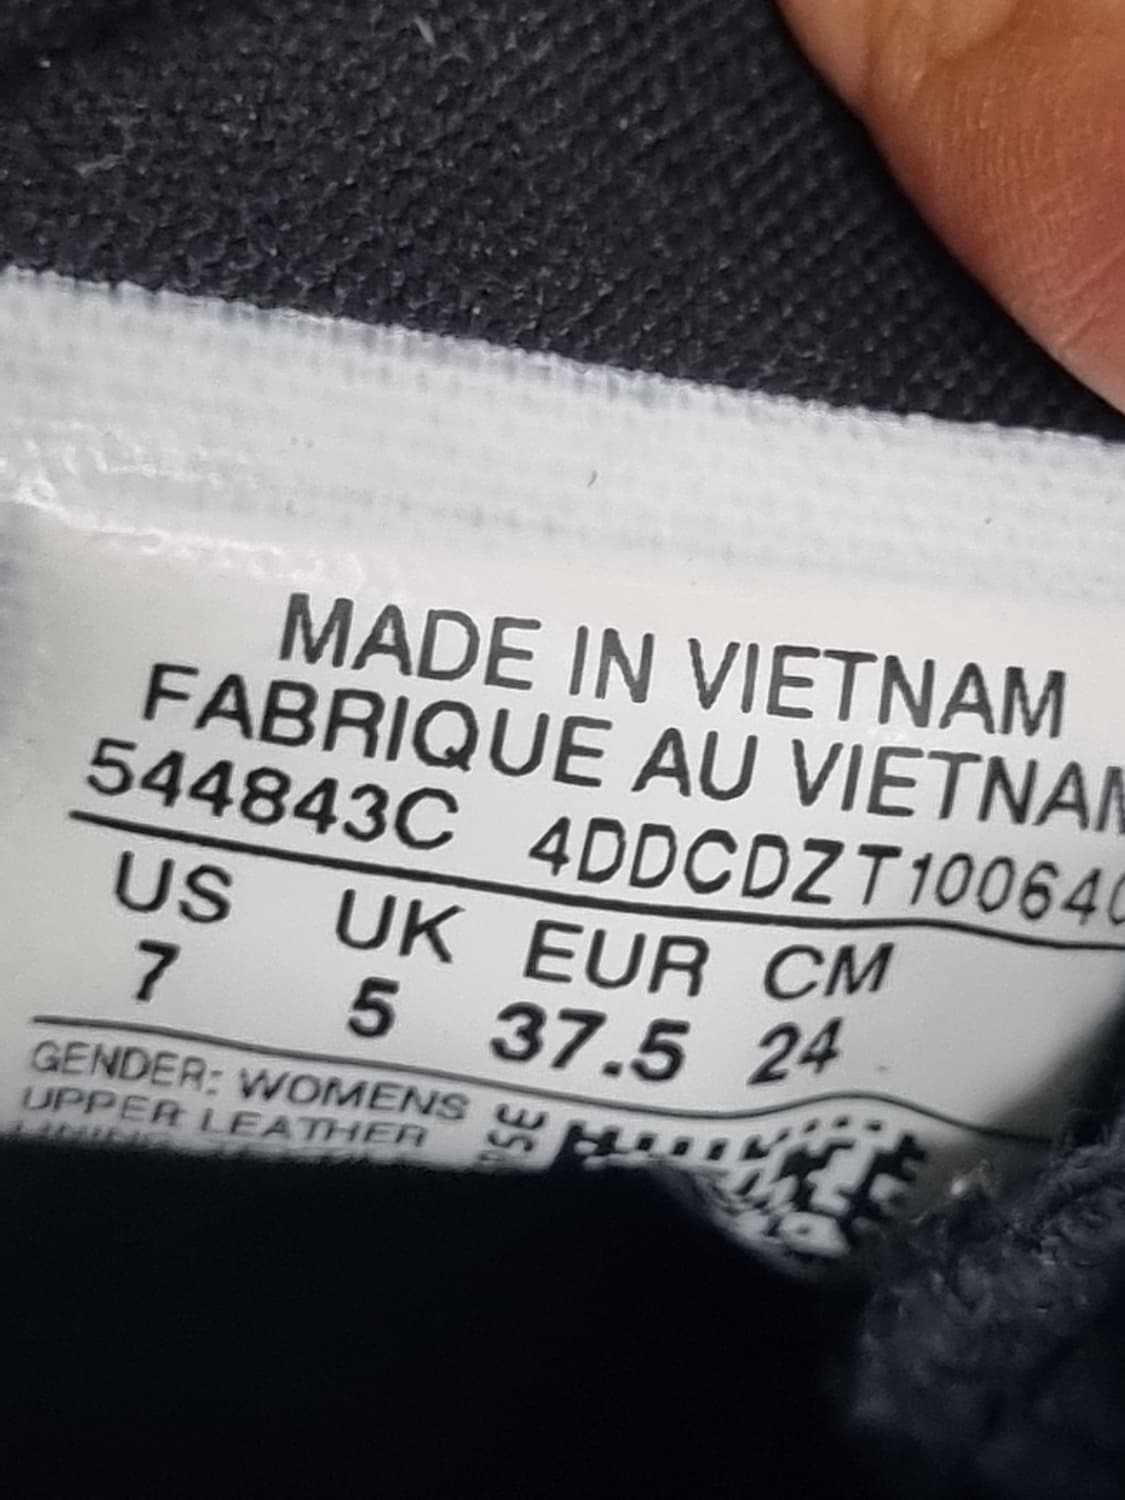 MADE IN VIETNAM
FABRIQUE AU VIETNAM
544843C 4DDCDZT100640
US UK EUR CM
7 5 37.5 24
GENDER: WOMENS
UPPER LEATHER